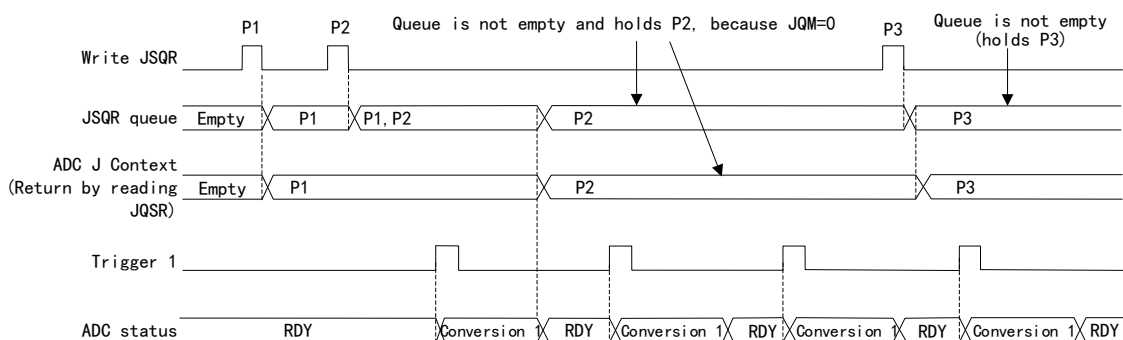 P1 P2 Queue is not empty and holds P2, because JQM=0 P3 Queue is not empty
(holds P3)
Write JSQR
JSQR queue Empty P1 P1,P2 P2 P3
ADC J Context
(Return by reading
JQSR)
Empty P1 P2 P3
Trigger 1
ADC status RDY Conversion 1 RDY Conversion 1 RDY Conversion 1 RDY Conversion 1 RDY